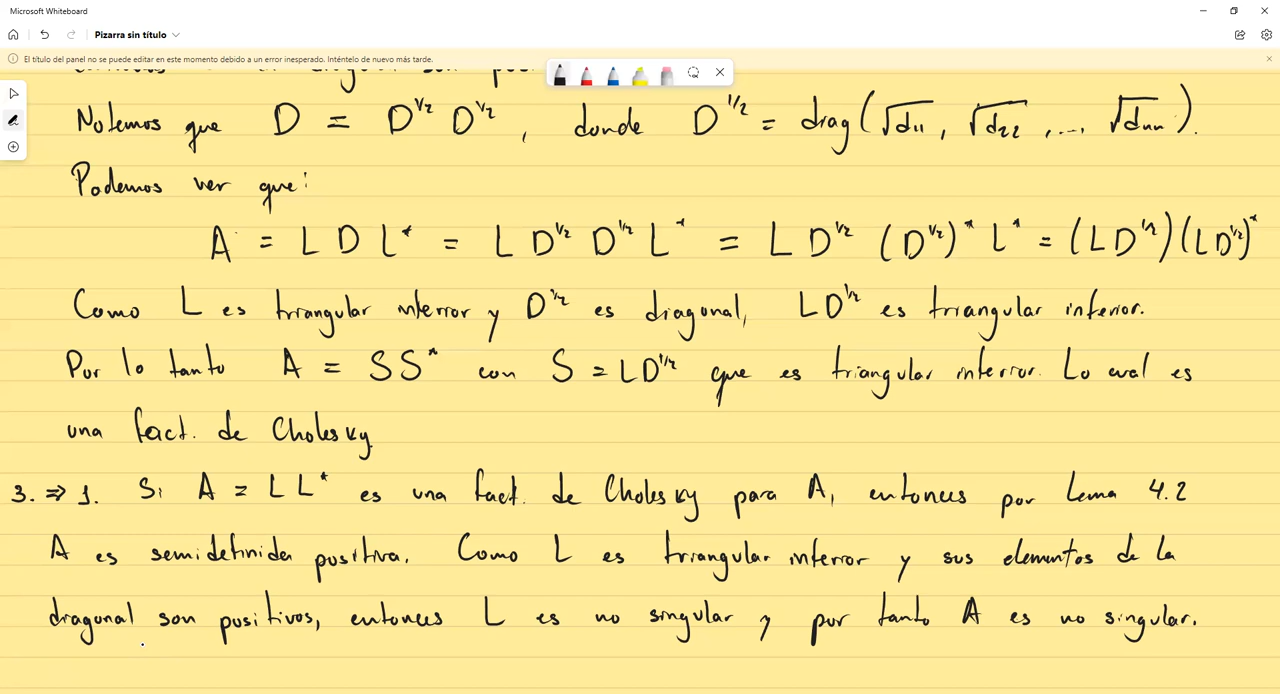 Microsoft Whiteboard
Pizarra sin título
El título del panel no se puede editar en este momento debido a un error inesperado. Inténtelo de nuevo más tarde.
Notemos que D = D^{1/2} D^{1/2}, donde D^{1/2} = diag(√d₁₁, √d₂₂, ..., √dₙₙ).
Podemos ver que:
A = L D L* = L D^{1/2} D^{1/2} L* = L D^{1/2} (D^{1/2})* L* = (L D^{1/2})(L D^{1/2})*
Como L es triangular inferior y D^{1/2} es diagonal, LD^{1/2} es triangular inferior.
Por lo tanto A = SS* con S = LD^{1/2} que es triangular inferior. Lo cual es
una fact. de Cholesky.
3. ⇒ 1. Si A = LL* es una fact. de Cholesky para A, entonces por Lema 4.2
A es semidefinida positiva. Como L es triangular inferior y sus elementos de la
diagonal son positivos, entonces L es no singular y por tanto A es no singular.